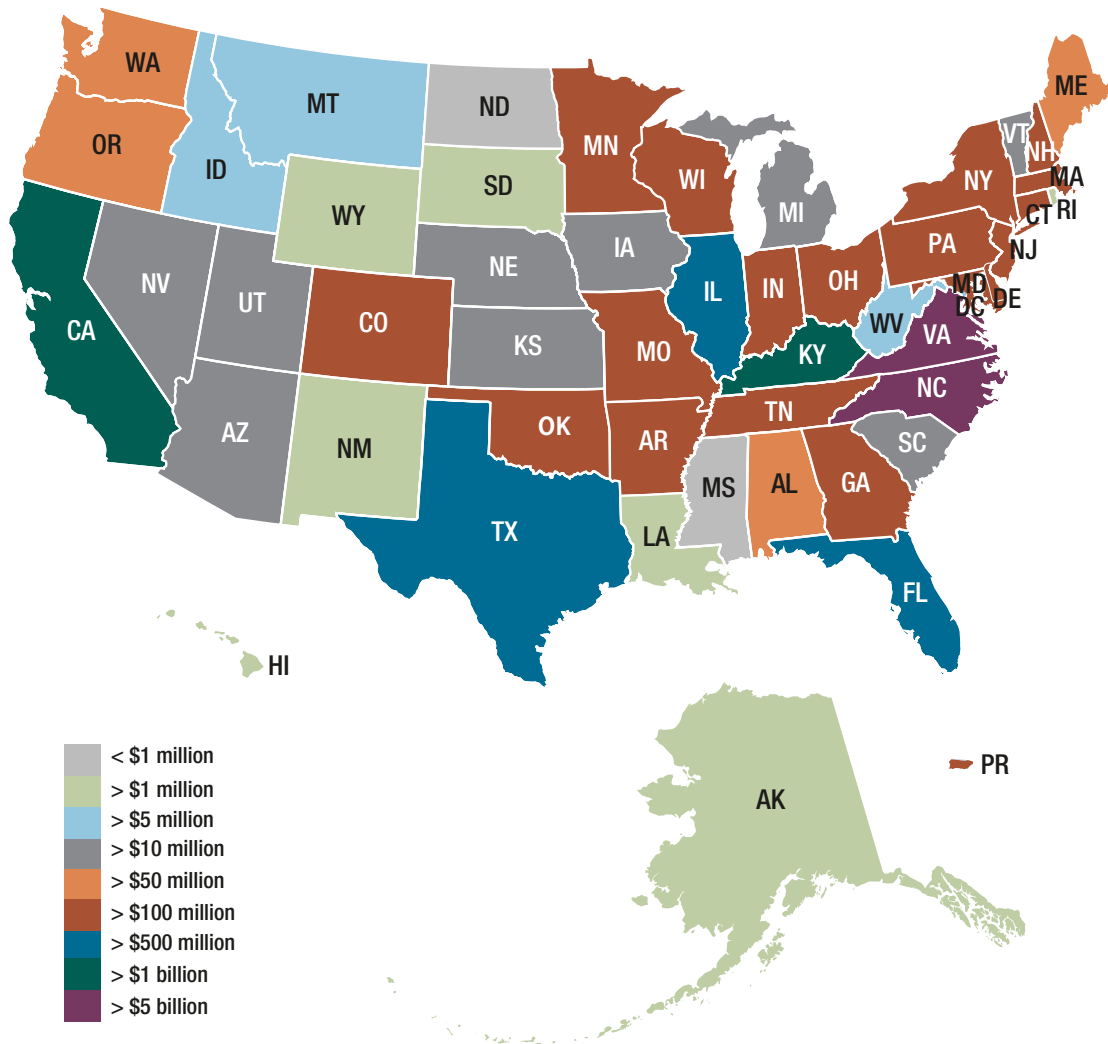 WA
MT
ND
ME
OR
ID
MN
VT
NH
SD
WI
NY
MA
WY
MI
CT
RI
NV
NE
IA
PA
NJ
UT
IL
IN
OH
MD
DE
DC
CA
CO
KS
MO
KY
WV
VA
AZ
NM
OK
AR
TN
NC
SC
MS
AL
GA
TX
LA
FL
HI
AK
PR
< $1 million
> $1 million
> $5 million
> $10 million
> $50 million
> $100 million
> $500 million
> $1 billion
> $5 billion